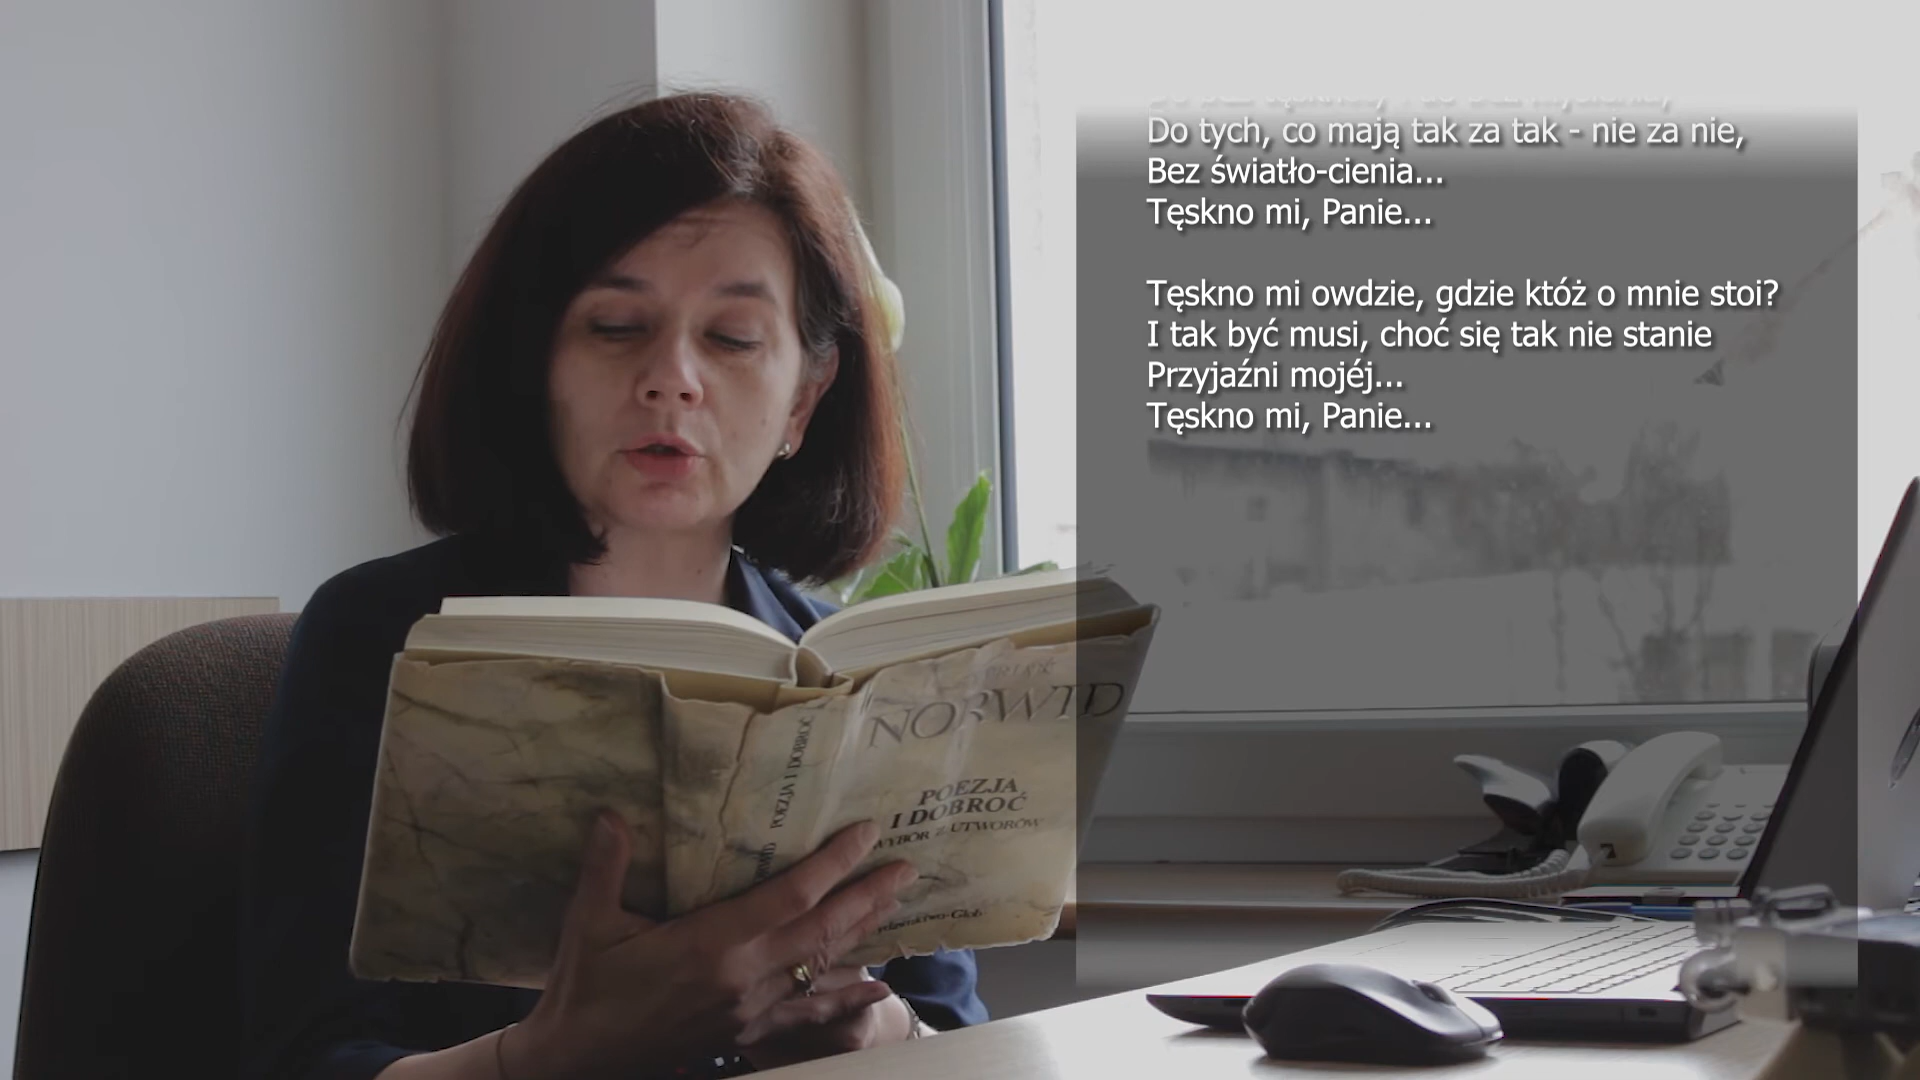 Do tych, co mają tak za tak - nie za nie,
Bez światło-cienia...
Tęskno mi, Panie...
Tęskno mi owdzie, gdzie któż o mnie stoi?
I tak być musi, choć się tak nie stanie
Przyjaźni mojéj...
Tęskno mi, Panie...
NORWID
POEZJA
I DOBROĆ
WYBÓR Z UTWORÓW
POEZJA I DOBROĆ